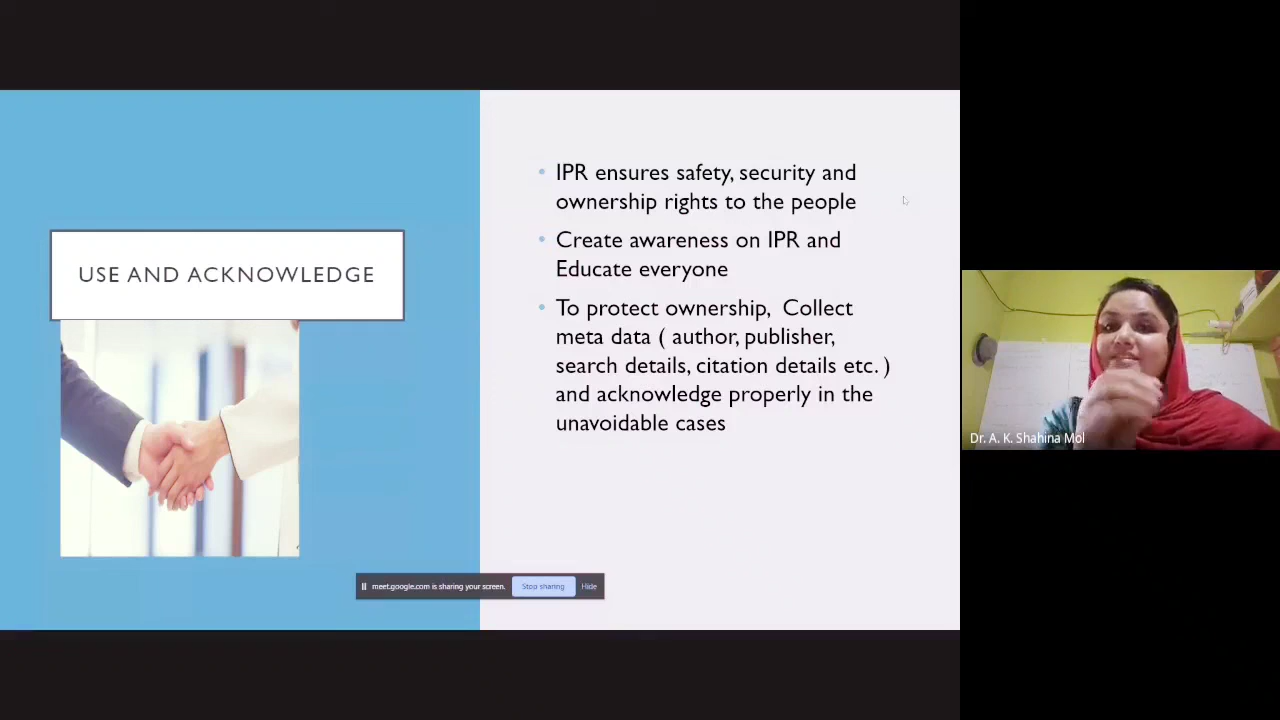 USE AND ACKNOWLEDGE
IPR ensures safety, security and
ownership rights to the people
Create awareness on IPR and
Educate everyone
To protect ownership, Collect
meta data ( author, publisher,
search details, citation details etc. )
and acknowledge properly in the
unavoidable cases
meet.google.com is sharing your screen. Stop sharing Hide
Dr. A. K. Shahina Mol